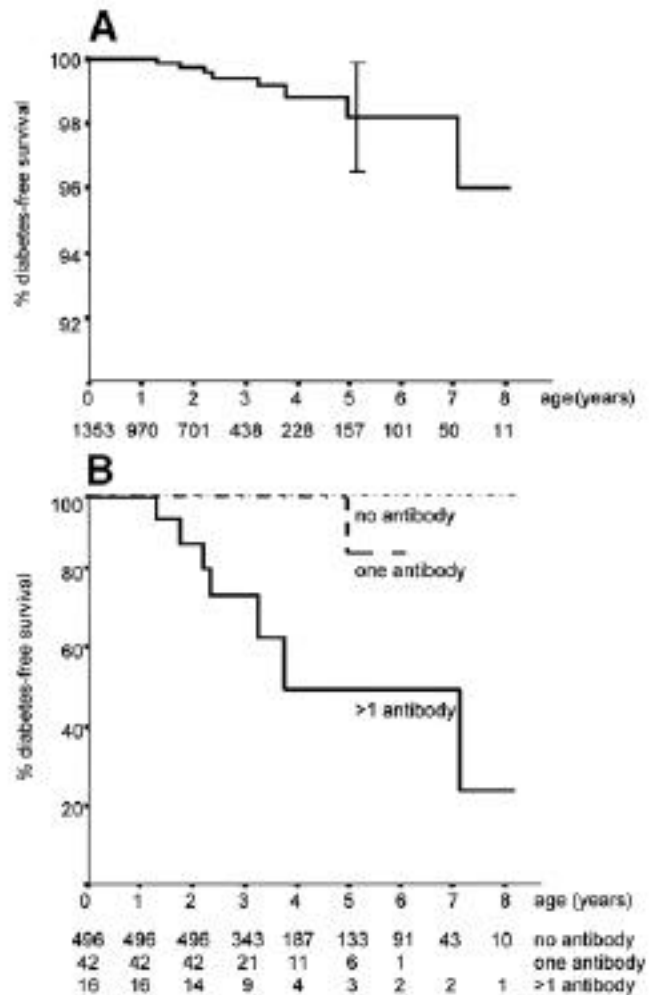 A
100
98
96
94
92
% diabetes-free survival
0 1 2 3 4 5 6 7 8 age(years)
1353 970 701 438 228 157 101 50 11
B
100
80
60
40
20
% diabetes-free survival
no antibody
one antibody
>1 antibody
0 1 2 3 4 5 6 7 8 age (years)
496 496 496 343 187 133 91 43 10 no antibody
42 42 42 21 11 6 1 one antibody
16 16 14 9 4 3 2 2 1 >1 antibody